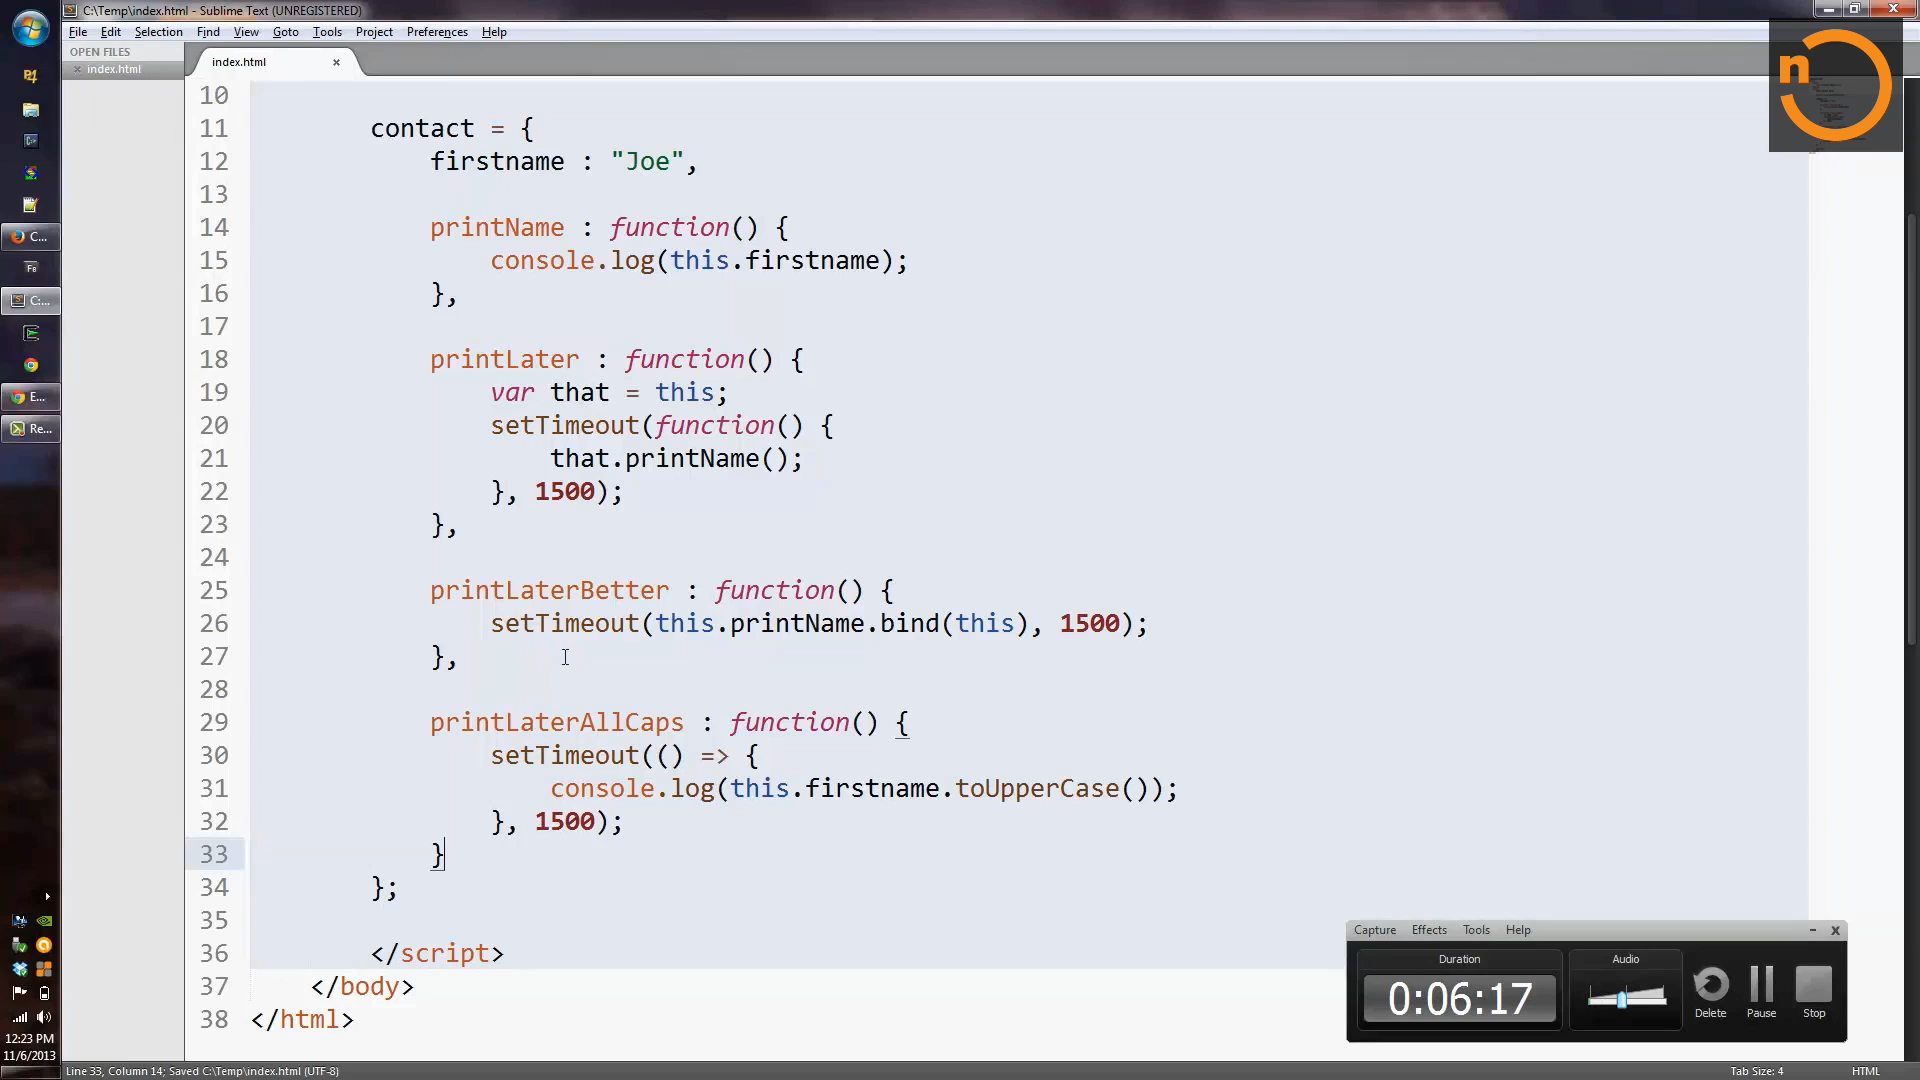 C:\Temp\index.html - Sublime Text (UNREGISTERED)
File Edit Selection Find View Goto Tools Project Preferences Help
OPEN FILES
index.html
index.html
n
10
11 contact = {
12 firstname : "Joe",
13
14 printName : function() {
15 console.log(this.firstname);
16 },
17
18 printLater : function() {
19 var that = this;
20 setTimeout(function() {
21 that.printName();
22 }, 1500);
23 },
24
25 printLaterBetter : function() {
26 setTimeout(this.printName.bind(this), 1500);
27 },
28
29 printLaterAllCaps : function() {
30 setTimeout(() => {
31 console.log(this.firstname.toUpperCase());
32 }, 1500);
33 }
34 };
35
36 </script>
37 </body>
38 </html>
C...
C:...
E...
Re...
12:23 PM
11/6/2013
Capture Effects Tools Help
Duration
Audio
0:06:17
Delete Pause Stop
Line 33, Column 14; Saved C:\Temp\index.html (UTF-8)
Tab Size: 4
HTML